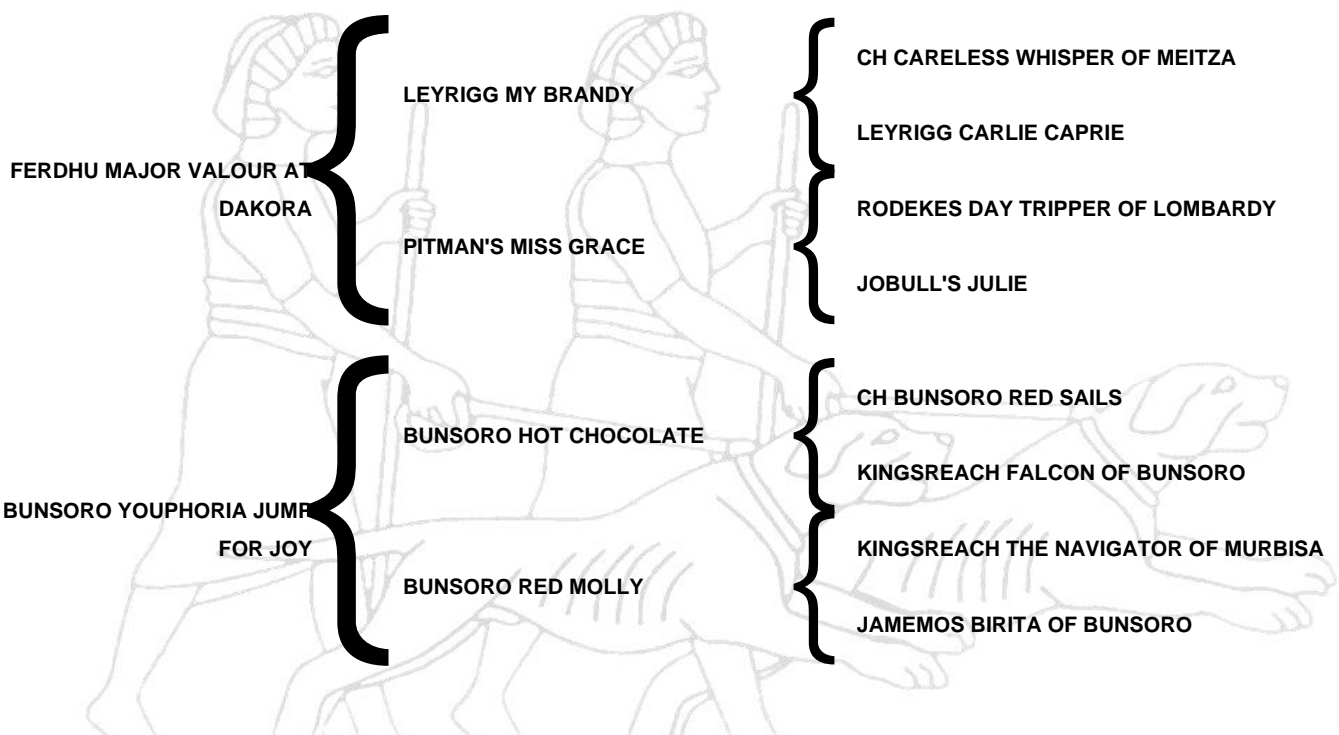 CH CARELESS WHISPER OF MEITZA
LEYRIGG MY BRANDY
LEYRIGG CARLIE CAPRIE
FERDHU MAJOR VALOUR AT
DAKORA
RODEKES DAY TRIPPER OF LOMBARDY
PITMAN'S MISS GRACE
JOBULL'S JULIE
CH BUNSORO RED SAILS
BUNSORO HOT CHOCOLATE
KINGSREACH FALCON OF BUNSORO
BUNSORO YOUPHORIA JUMP
FOR JOY
KINGSREACH THE NAVIGATOR OF MURBISA
BUNSORO RED MOLLY
JAMEMOS BIRITA OF BUNSORO